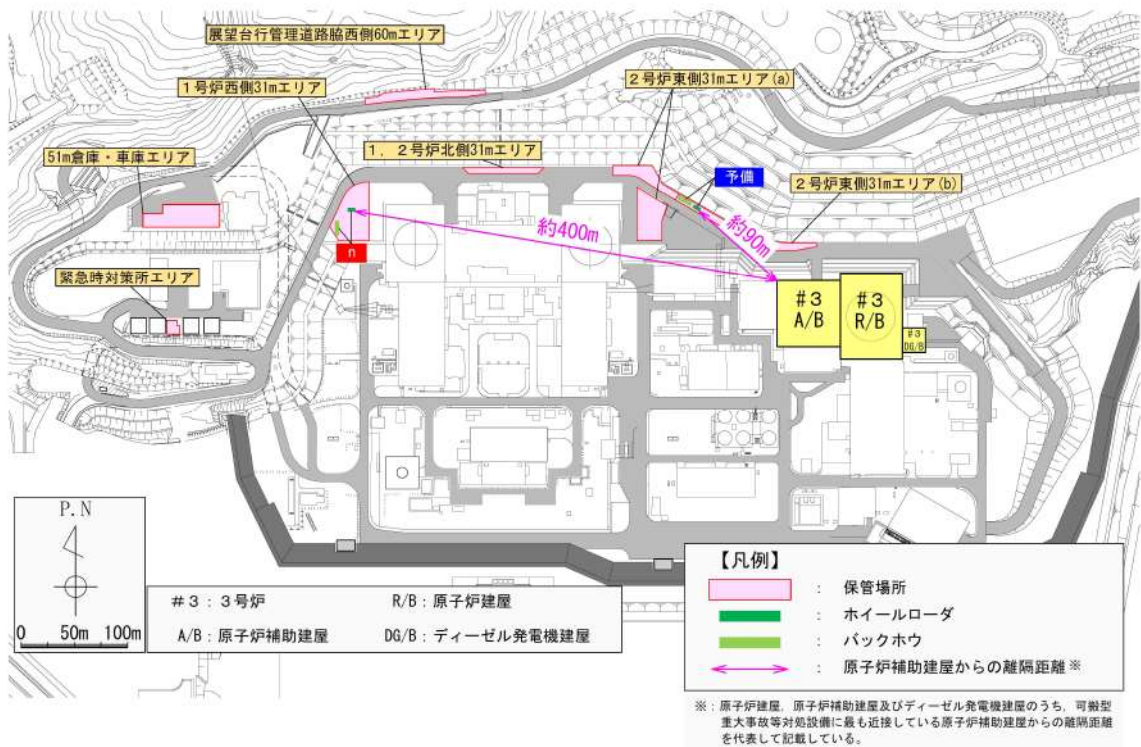 展望台行管理道路脇西側60mエリア
1号炉西側31mエリア
2号炉東側31mエリア(a)
51m倉庫・車庫エリア
1，2号炉北側31mエリア
予備
2号炉東側31mエリア(b)
約400m
約90m
n
緊急時対策所エリア
#3
A/B
#3
R/B
#3
DG/B
P.N
0 50m 100m
#3：3号炉
R/B：原子炉建屋
A/B：原子炉補助建屋
DG/B：ディーゼル発電機建屋
【凡例】
：保管場所
：ホイールローダ
：バックホウ
：原子炉補助建屋からの離隔距離※
※：原子炉建屋，原子炉補助建屋及びディーゼル発電機建屋のうち，可搬型
重大事故等対処設備に最も近接している原子炉補助建屋からの離隔距離
を代表して記載している。